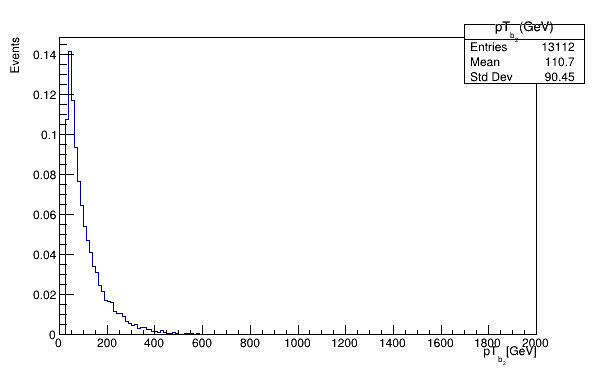 pT_b_2 (GeV)
Entries 13112
Mean 110.7
Std Dev 90.45
Events
0.14
0.12
0.1
0.08
0.06
0.04
0.02
0
0 200 400 600 800 1000 1200 1400 1600 1800 2000
pT_b_2 [GeV]